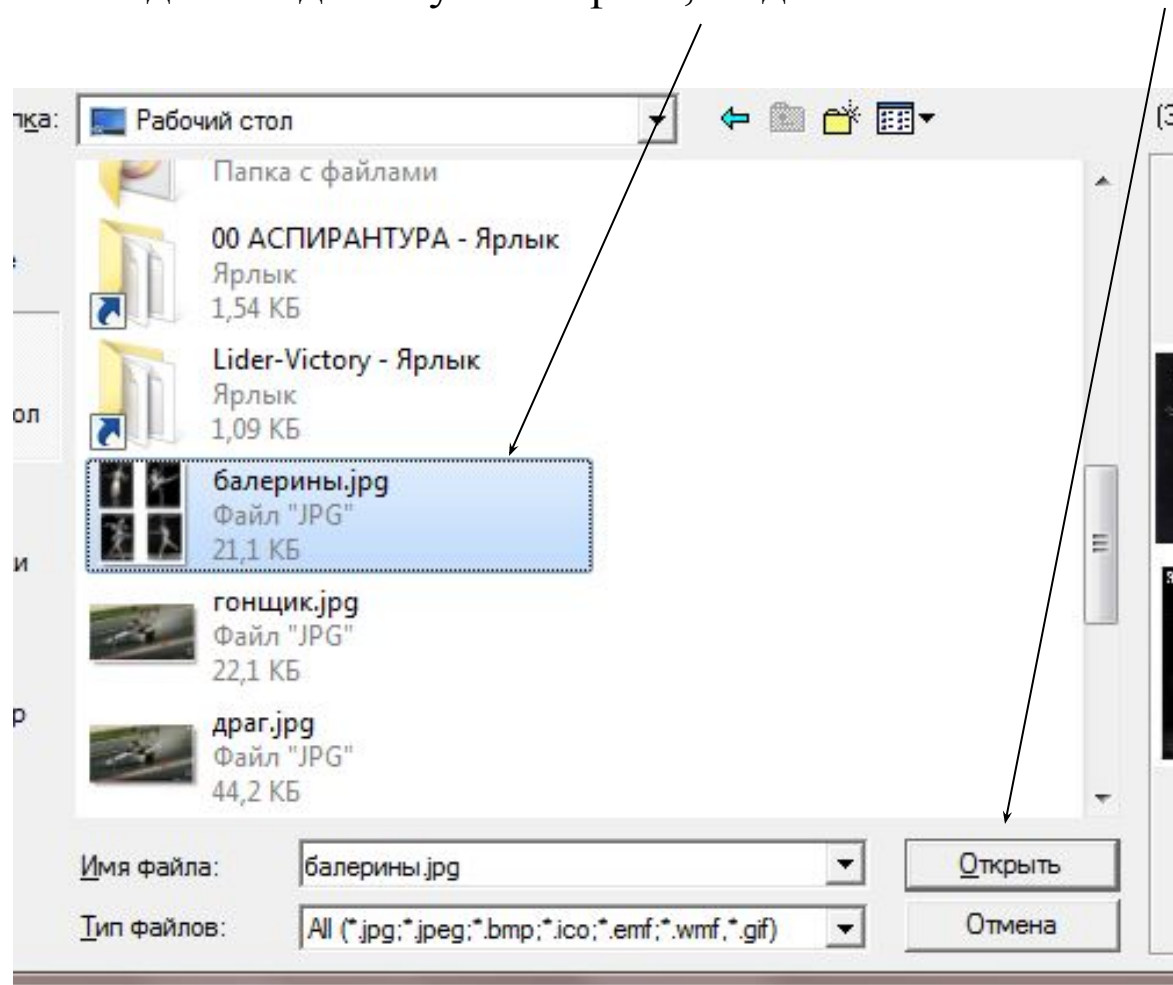 Рабочий стол
Папка с файлами
00 АСПИРАНТУРА - Ярлык
Ярлык
1,54 КБ
Lider-Victory - Ярлык
Ярлык
1,09 КБ
балерины.jpg
Файл "JPG"
21,1 КБ
гонщик.jpg
Файл "JPG"
22,1 КБ
драг.jpg
Файл "JPG"
44,2 КБ
Имя файла: балерины.jpg Открыть
Тип файлов: All (*.jpg;*.jpeg;*.bmp;*.ico;*.emf;*.wmf,*.gif) Отмена